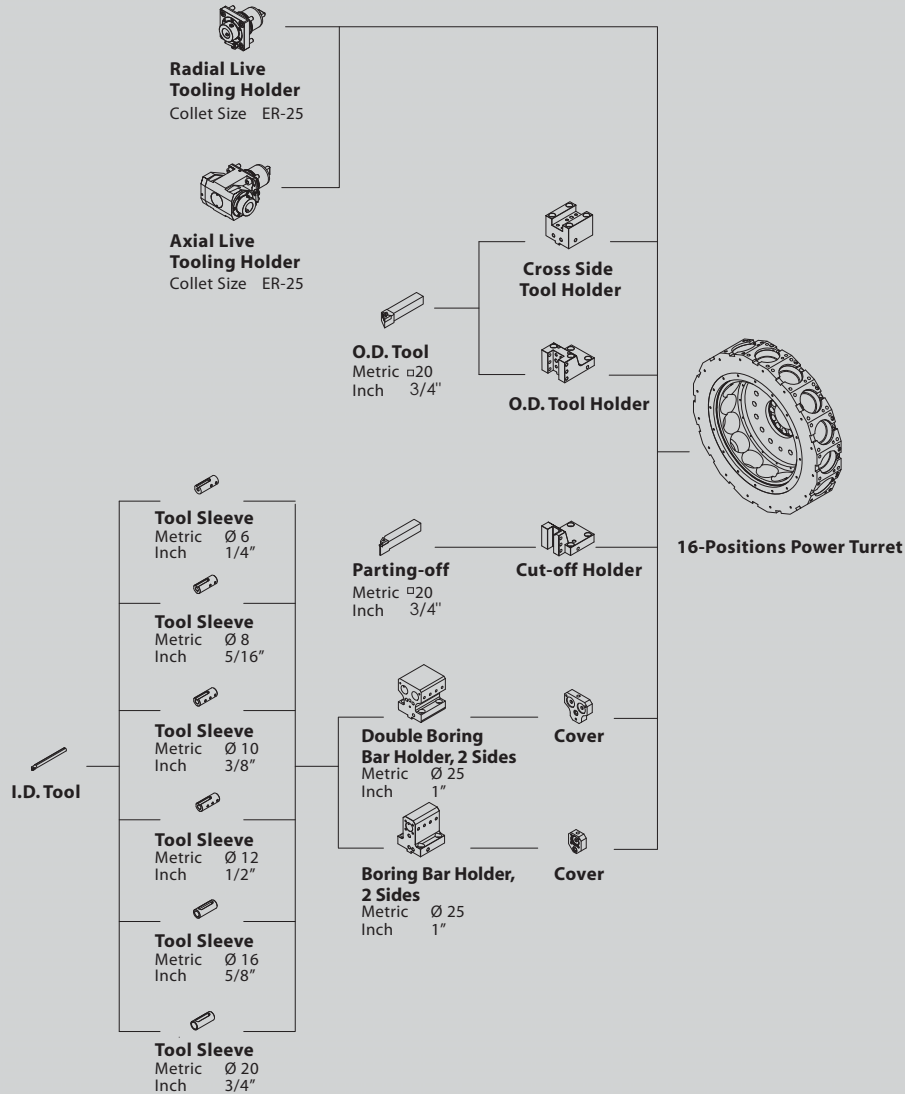 Radial Live
Tooling Holder
Collet Size ER-25
Axial Live
Tooling Holder
Collet Size ER-25
Cross Side
Tool Holder
O.D. Tool
Metric □20
Inch 3/4"
O.D. Tool Holder
16-Positions Power Turret
Parting-off
Metric □20
Inch 3/4"
Cut-off Holder
Tool Sleeve
Metric Ø 6
Inch 1/4"
Tool Sleeve
Metric Ø 8
Inch 5/16"
Tool Sleeve
Metric Ø 10
Inch 3/8"
Tool Sleeve
Metric Ø 12
Inch 1/2"
Tool Sleeve
Metric Ø 16
Inch 5/8"
Tool Sleeve
Metric Ø 20
Inch 3/4"
I.D. Tool
Double Boring
Bar Holder, 2 Sides
Metric Ø 25
Inch 1"
Cover
Boring Bar Holder,
2 Sides
Metric Ø 25
Inch 1"
Cover